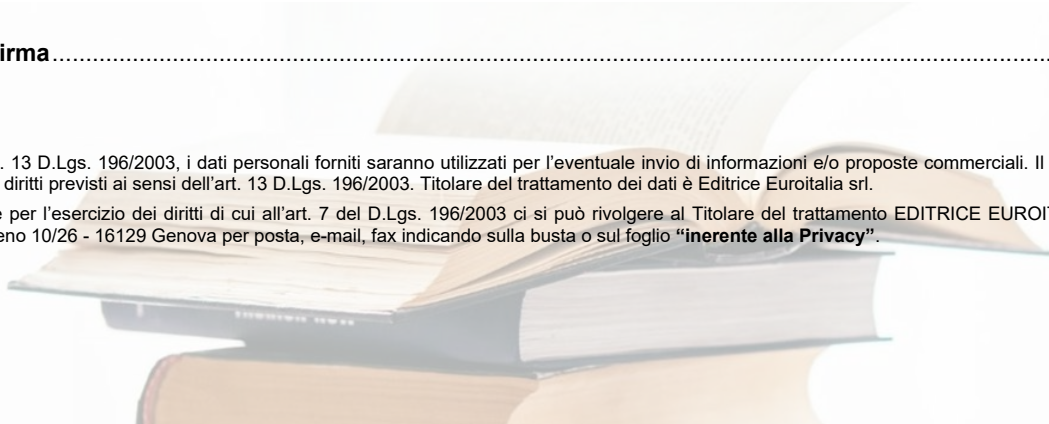 irma..........................................................................................................................................................
. 13 D.Lgs. 196/2003, i dati personali forniti saranno utilizzati per l’eventuale invio di informazioni e/o proposte commerciali. Il
diritti previsti ai sensi dell’art. 13 D.Lgs. 196/2003. Titolare del trattamento dei dati è Editrice Euroitalia srl.
e per l’esercizio dei diritti di cui all’art. 7 del D.Lgs. 196/2003 ci si può rivolgere al Titolare del trattamento EDITRICE EUROIT
eno 10/26 - 16129 Genova per posta, e-mail, fax indicando sulla busta o sul foglio “inerente alla Privacy”.